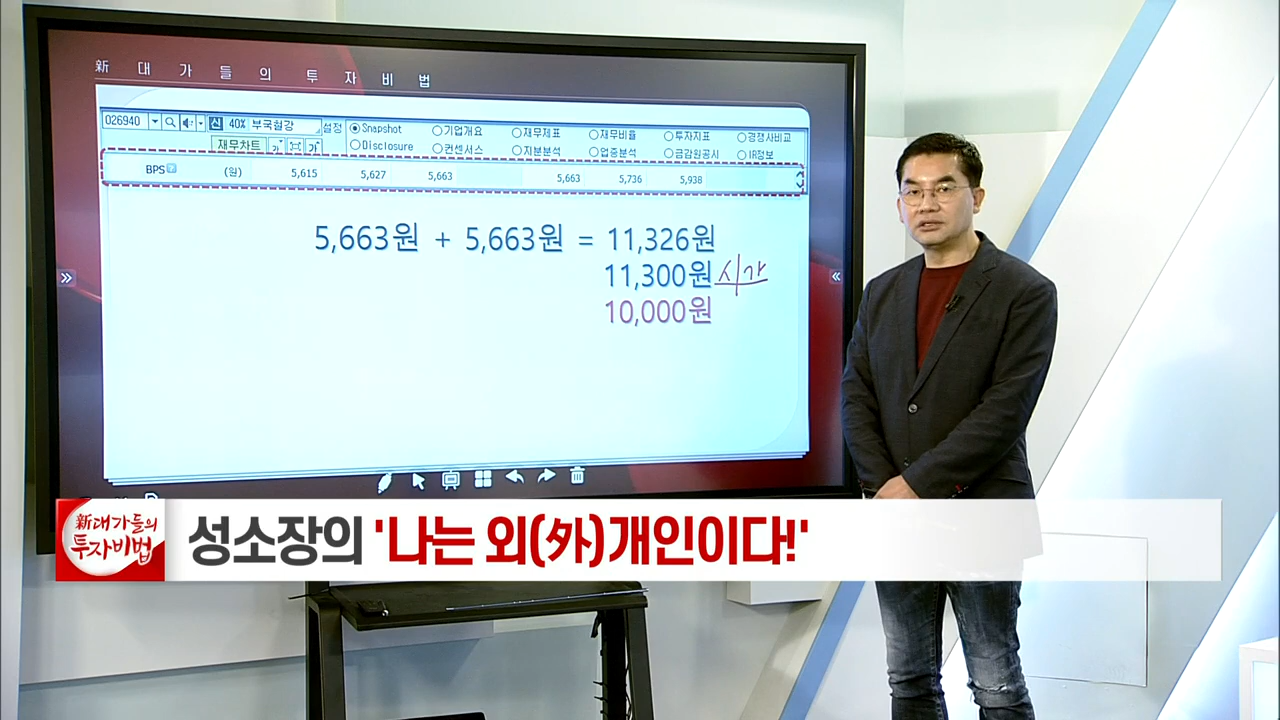 新 대 가 들 의 투 자 비 법
026940 신 40% 부국철강 설정 Snapshot 기업개요 재무제표 재무비율 투자지표 경쟁사비교
재무차트 가 가 Disclosure 컨센서스 지분분석 업종분석 금감원공시 IR정보
BPS (원) 5,615 5,627 5,663 5,663 5,736 5,938
5,663원 + 5,663원 = 11,326원
11,300원 시가
10,000원
新대가들의
투자비법
성소장의 '나는 외(外)개인이다!'